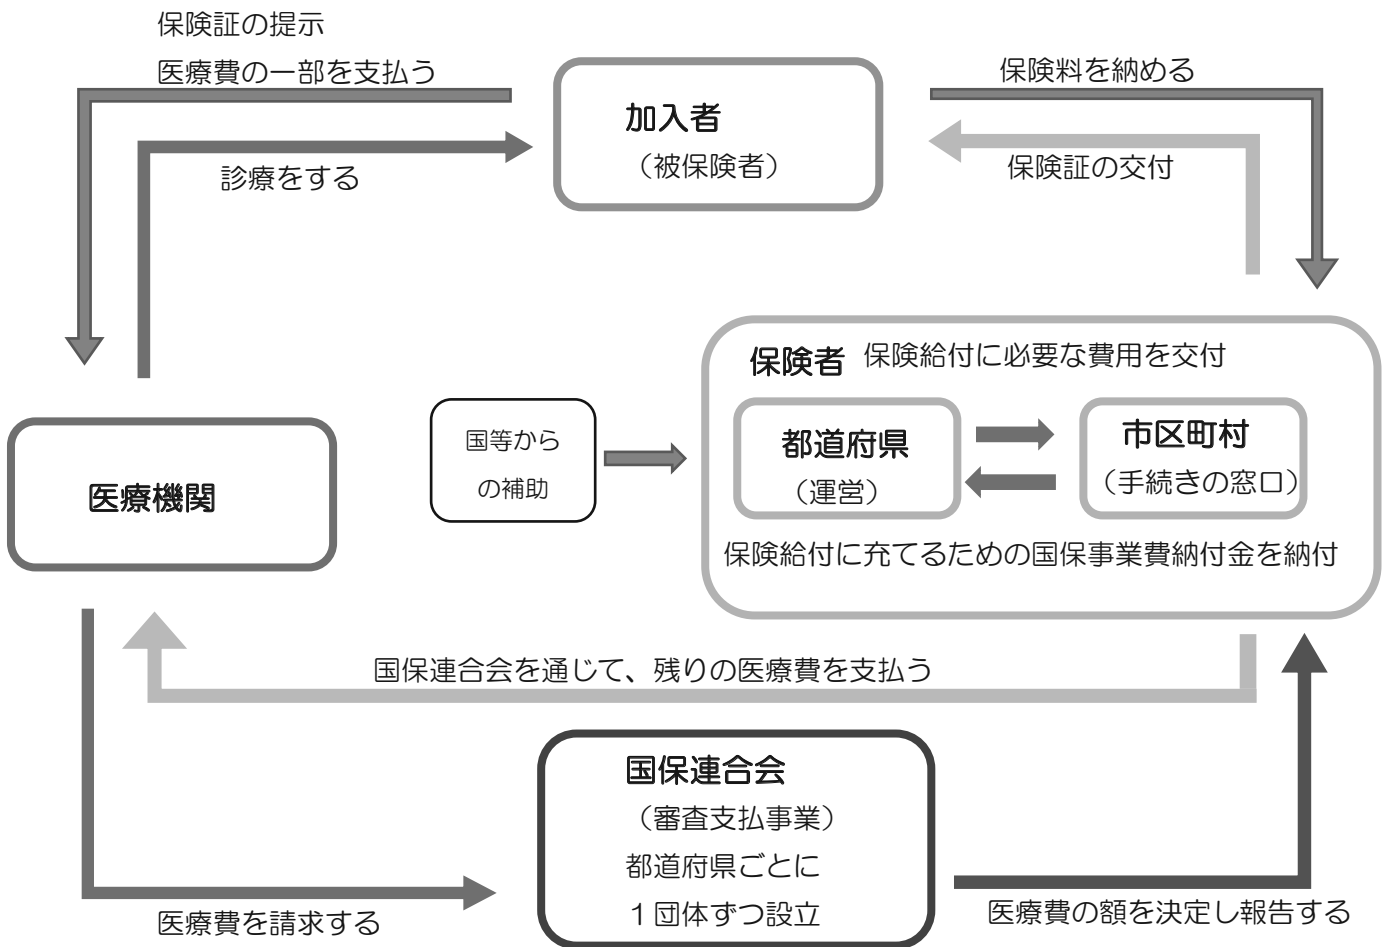 保険証の提示
医療費の一部を支払う
保険料を納める
加入者
（被保険者）
診療をする
保険証の交付
保険者 保険給付に必要な費用を交付
国等から
の補助
都道府県
（運営）
市区町村
（手続きの窓口）
医療機関
保険給付に充てるための国保事業費納付金を納付
国保連合会を通じて、残りの医療費を支払う
国保連合会
（審査支払事業）
都道府県ごとに
１団体ずつ設立
医療費を請求する
医療費の額を決定し報告する